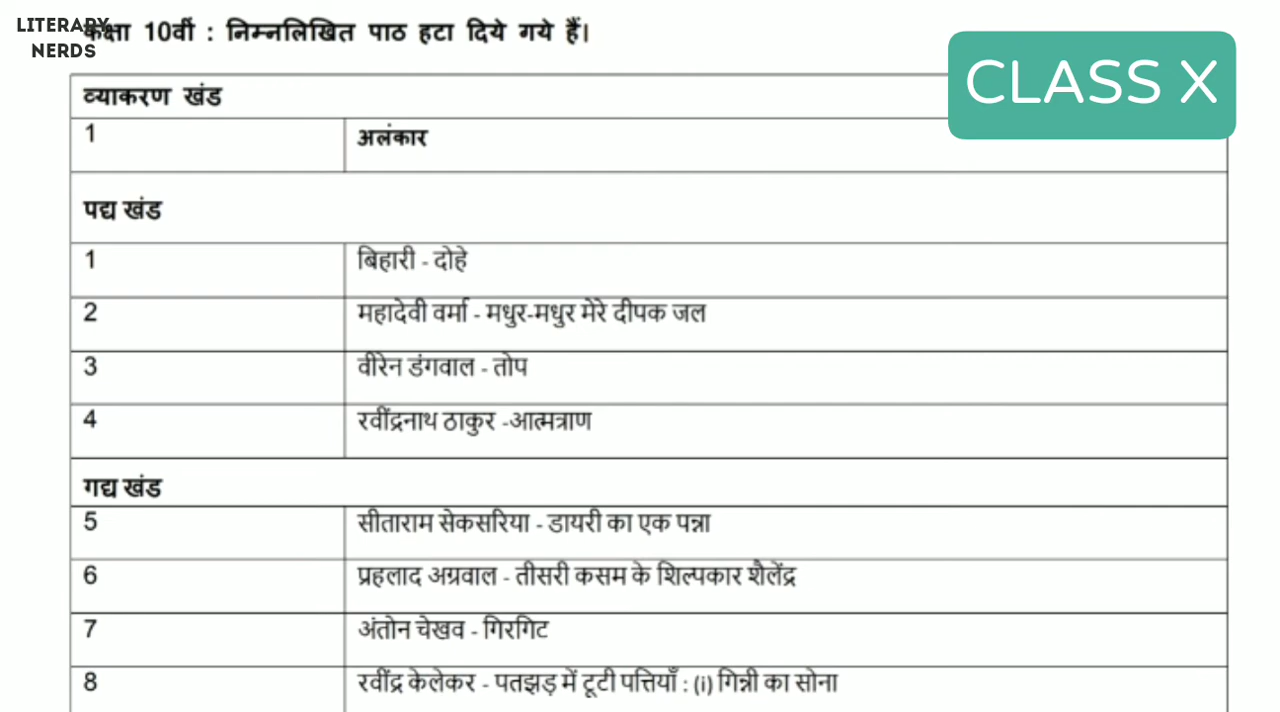 LITERARY
NERDS
कक्षा 10वीं : निम्नलिखित पाठ हटा दिये गये हैं।
CLASS X
व्याकरण खंड
1 अलंकार
पद्य खंड
1 बिहारी - दोहे
2 महादेवी वर्मा - मधुर-मधुर मेरे दीपक जल
3 वीरेन डंगवाल - तोप
4 रवींद्रनाथ ठाकुर -आत्मत्राण
गद्य खंड
5 सीताराम सेकसरिया - डायरी का एक पन्ना
6 प्रहलाद अग्रवाल - तीसरी कसम के शिल्पकार शैलेंद्र
7 अंतोन चेखव - गिरगिट
8 रवींद्र केलेकर - पतझड़ में टूटी पत्तियाँ : (i) गिन्नी का सोना